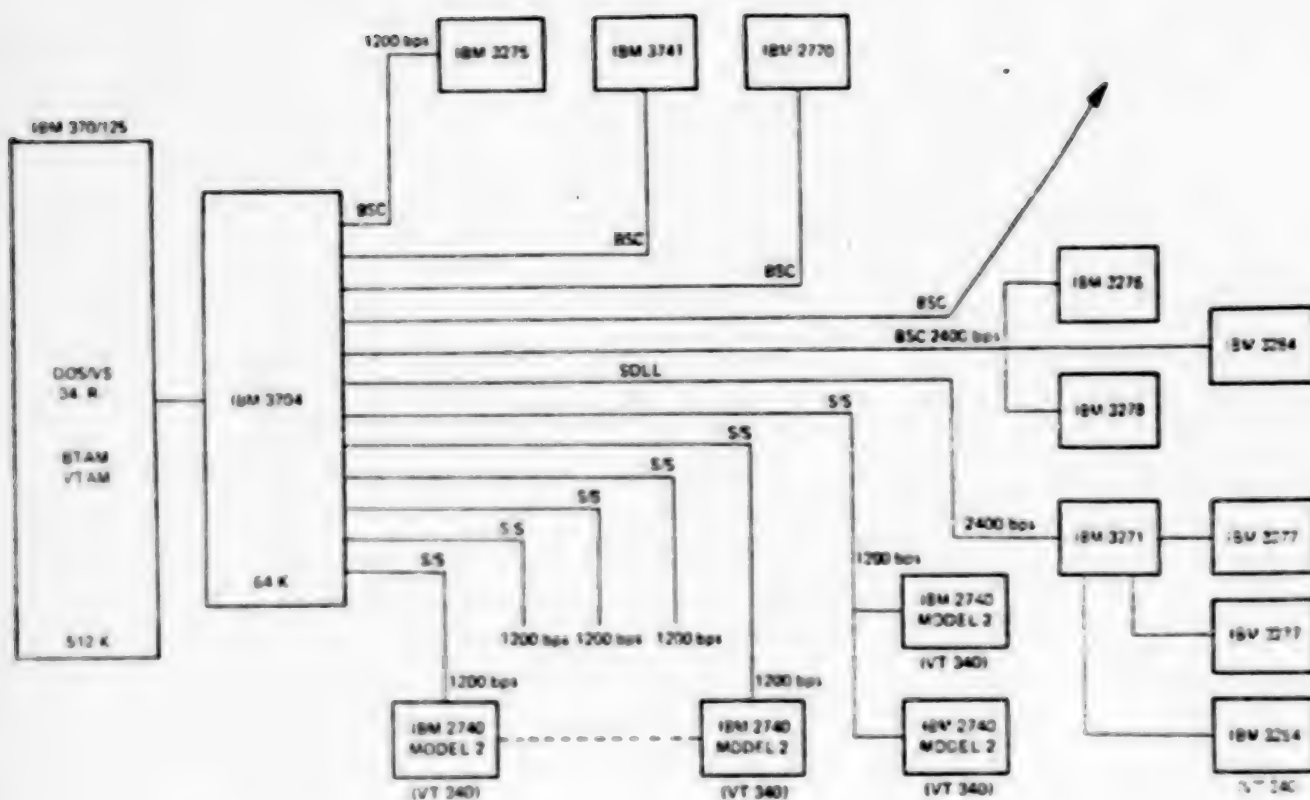 1200 bps
IBM 3275
IBM 3741
IBM 2770
IBM 370/125
BSC
BSC
BSC
BSC
IBM 3276
BSC 2400 bps
IBM 3284
DOS/VS
34. R.
BTAM
VTAM
IBM 3704
SDLL
S/S
IBM 3278
S/S
S/S
S/S
S/S
S/S
2400 bps
IBM 3271
IBM 3277
1200 bps
64 K
IBM 2740
MODEL 2
(VT 340)
IBM 3277
512 K
1200 bps
1200 bps
1200 bps
1200 bps
1200 bps
IBM 2740
MODEL 2
(VT 340)
IBM 2740
MODEL 2
(VT 340)
IBM 2740
MODEL 2
(VT 340)
(VT 340